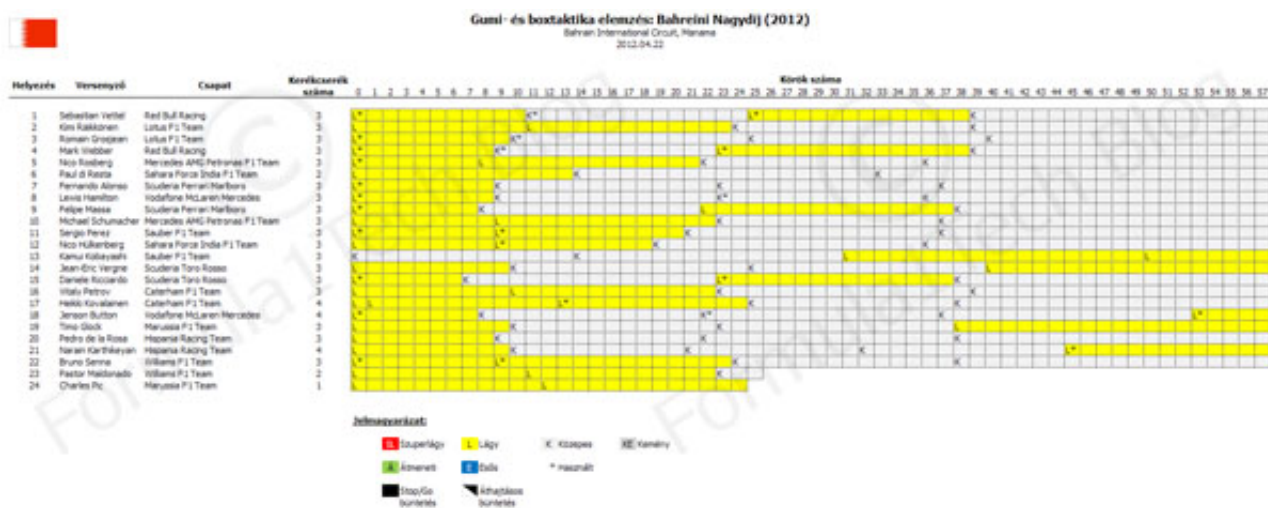 Gumi- és boxtaktika elemzés: Bahreini Nagydíj (2012)
Bahrain International Circuit, Manama
2012.04.22
Helyezés Versenyző Csapat Kerékcserék száma Körök száma
0 1 2 3 4 5 6 7 8 9 10 11 12 13 14 15 16 17 18 19 20 21 22 23 24 25 26 27 28 29 30 31 32 33 34 35 36 37 38 39 40 41 42 43 44 45 46 47 48 49 50 51 52 53 54 55 56 57
1 Sebastian Vettel Red Bull Racing 3 L* K* L* K
2 Kimi Raikkonen Lotus F1 Team 3 L L K K
3 Romain Grosjean Lotus F1 Team 3 L* K* K K
4 Mark Webber Red Bull Racing 3 L* K* L* K
5 Nico Rosberg Mercedes AMG Petronas F1 Team 3 L* L K K
6 Paul di Resta Sahara Force India F1 Team 2 L K K
7 Fernando Alonso Scuderia Ferrari Marlboro 3 L* K K K
8 Lewis Hamilton Vodafone McLaren Mercedes 3 L* K K* K
9 Felipe Massa Scuderia Ferrari Marlboro 3 L* K L K
10 Michael Schumacher Mercedes AMG Petronas F1 Team 3 L L K K
11 Sergio Perez Sauber F1 Team 3 L* L* K K
12 Nico Hülkenberg Sahara Force India F1 Team 3 L* L* K K
13 Kamui Kobayashi Sauber F1 Team 3 K K L L
14 Jean-Eric Vergne Scuderia Toro Rosso 3 L K K L
15 Daniele Ricciardo Scuderia Toro Rosso 3 L* K L* K
16 Vitaly Petrov Caterham F1 Team 3 L L K K
17 Heikki Kovalainen Caterham F1 Team 4 L L L* K K
18 Jenson Button Vodafone McLaren Mercedes 4 L* K K* K L*
19 Timo Glock Marussia F1 Team 3 L K K L
20 Pedro de la Rosa Hispania Racing Team 3 L K K K
21 Narain Karthikeyan Hispania Racing Team 4 L K K K L*
22 Bruno Senna Williams F1 Team 3 L* L* K K
23 Pastor Maldonado Williams F1 Team 2 L L K
24 Charles Pic Marussia F1 Team 1 L L
Jelmagyarázat:
SL Szuperlágy L Lágy K Közepes KE Kemény
Á Átmeneti E Esős * Használt
Stop/Go büntetés Áthajtásos büntetés
Formula1Tech blog
Formula1Tech blog